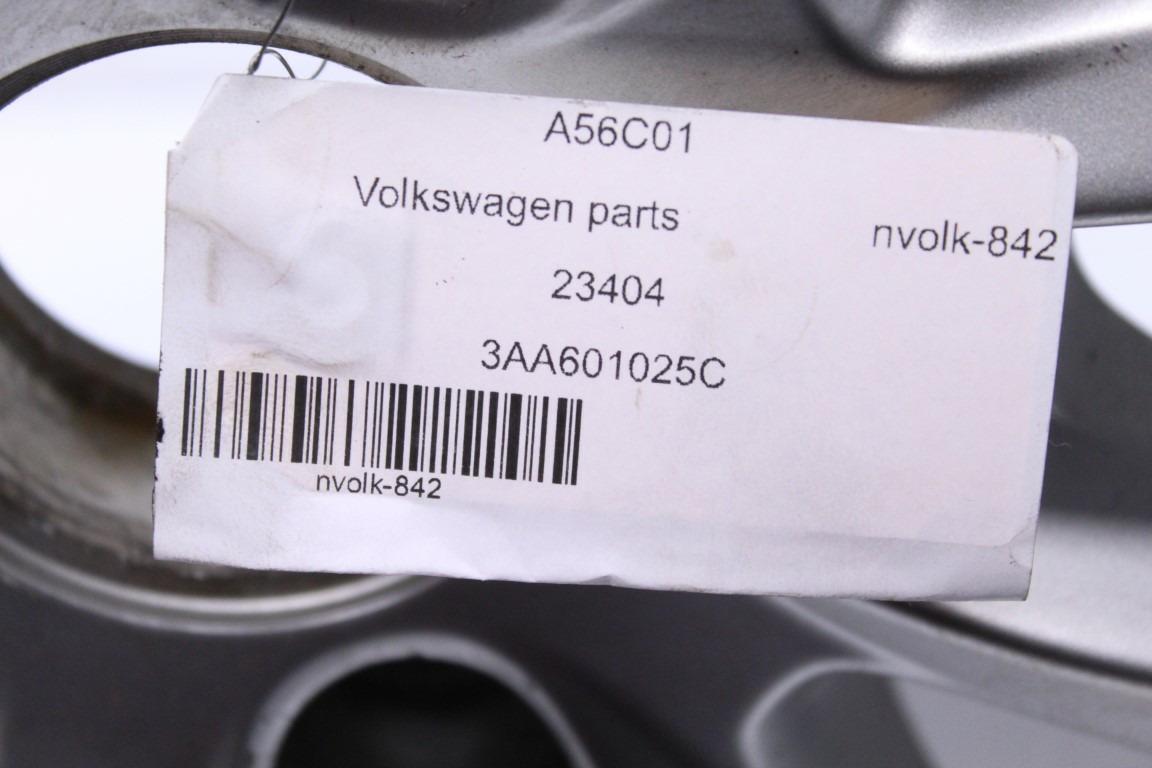 A56C01
Volkswagen parts
nvolk-842
23404
3AA601025C
nvolk-842